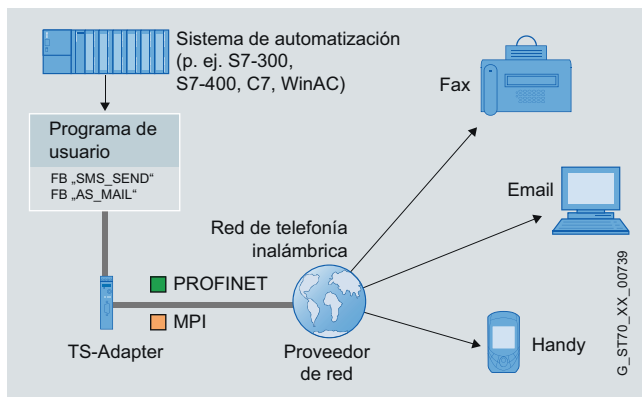 Sistema de automatización
(p. ej. S7-300,
S7-400, C7, WinAC)
Fax
Programa de
usuario
FB „SMS_SEND“
FB „AS_MAIL“
Email
Red de telefonía
inalámbrica
PROFINET
MPI
TS-Adapter
Proveedor
de red
Handy
G_ST70_XX_00739